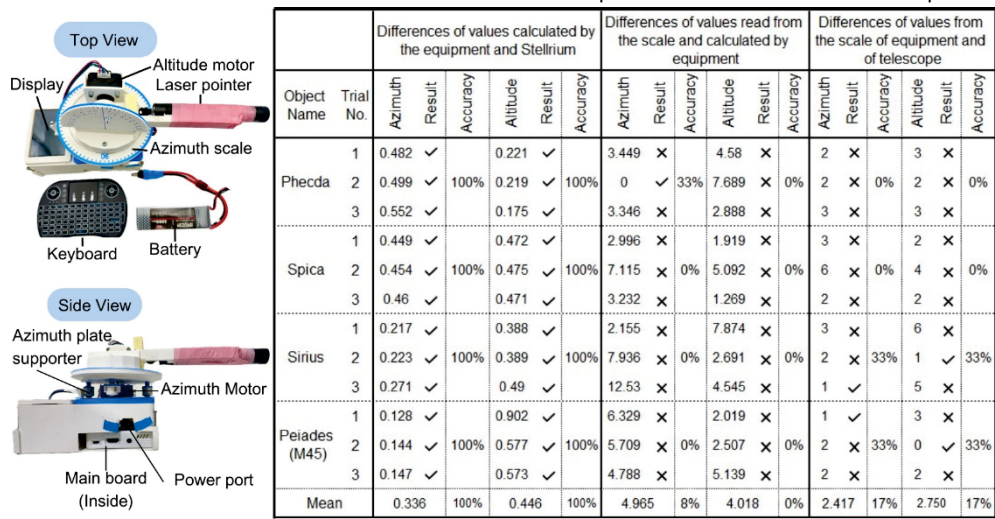 Top View
Altitude motor
Display
Laser pointer
Azimuth scale
Keyboard
Battery
Side View
Azimuth plate
supporter
Azimuth Motor
Main board
(Inside)
Power port
Differences of values calculated by
the equipment and Stellrium
Differences of values read from
the scale and calculated by
equipment
Differences of values from
the scale of equipment and
of telescope
Object
Name
Trial
No.
Azimuth Result Accuracy Altitude Result Accuracy Azimuth Result Accuracy Altitude Result Accuracy Azimuth Result Accuracy Altitude Result Accuracy
1 0.482 ✓ 0.221 ✓ 3.449 × 4.58 × 2 × 3 ×
Phecda 2 0.499 ✓ 100% 0.219 ✓ 100% 0 ✓ 33% 7.689 × 0% 2 × 0% 2 × 0%
3 0.552 ✓ 0.175 ✓ 3.346 × 2.888 × 3 × 3 ×
1 0.449 ✓ 0.472 ✓ 2.996 × 1.919 × 3 × 2 ×
Spica 2 0.454 ✓ 100% 0.475 ✓ 100% 7.115 × 0% 5.092 × 0% 6 × 0% 4 × 0%
3 0.46 ✓ 0.471 ✓ 3.232 × 1.269 × 2 × 2 ×
1 0.217 ✓ 0.388 ✓ 2.155 × 7.874 × 3 × 6 ×
Sirius 2 0.223 ✓ 100% 0.389 ✓ 100% 7.936 × 0% 2.691 × 0% 2 × 33% 1 ✓ 33%
3 0.271 ✓ 0.49 ✓ 12.53 × 4.545 × 1 ✓ 5 ×
1 0.128 ✓ 0.902 ✓ 6.329 × 2.019 × 1 ✓ 3 ×
Peiades
(M45)
2 0.144 ✓ 100% 0.577 ✓ 100% 5.709 × 0% 2.507 × 0% 2 × 33% 0 ✓ 33%
3 0.147 ✓ 0.573 ✓ 4.788 × 5.139 × 2 × 2 ×
Mean 0.336 100% 0.446 100% 4.965 8% 4.018 0% 2.417 17% 2.750 17%